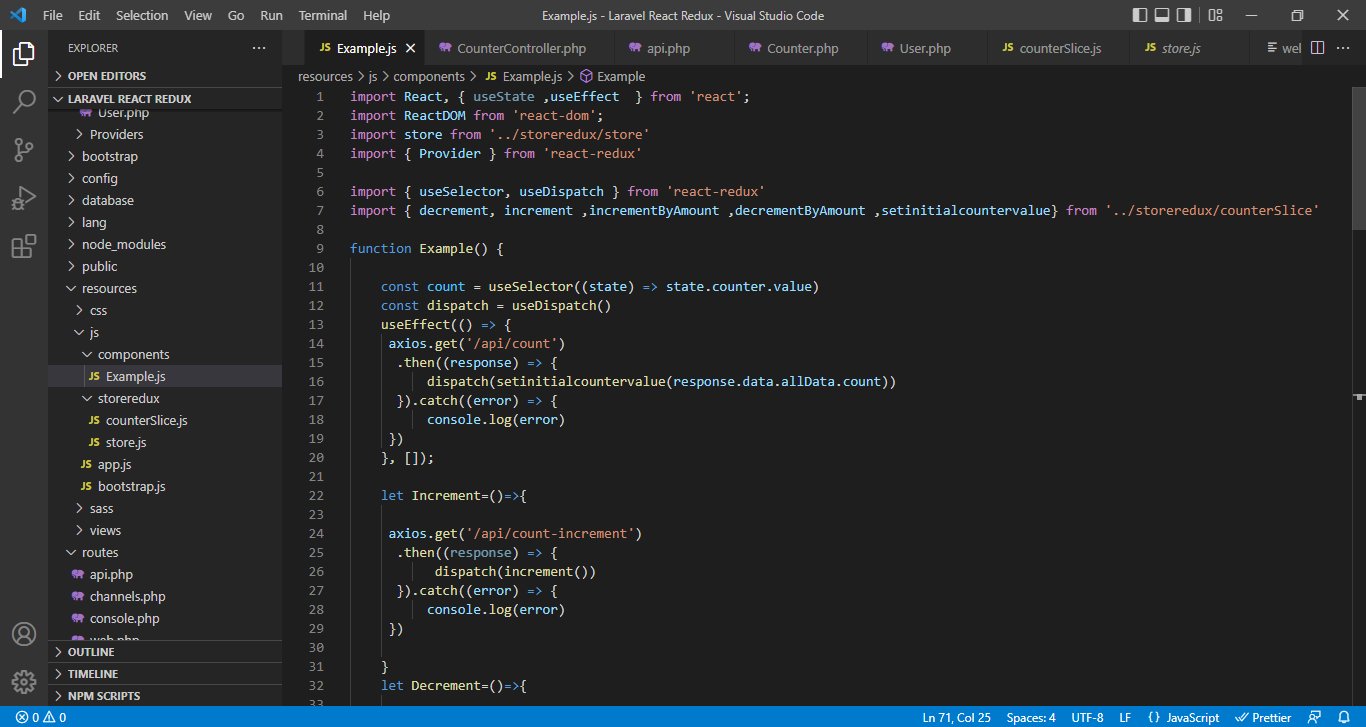 File Edit Selection View Go Run Terminal Help
Example.js - Laravel React Redux - Visual Studio Code
EXPLORER
OPEN EDITORS
LARAVEL REACT REDUX
User.php
Providers
bootstrap
config
database
lang
node_modules
public
resources
css
js
components
JS Example.js
storeredux
JS counterSlice.js
JS store.js
JS app.js
JS bootstrap.js
sass
views
routes
api.php
channels.php
console.php
web.php
OUTLINE
TIMELINE
NPM SCRIPTS
JS Example.js CounterController.php api.php Counter.php User.php JS counterSlice.js JS store.js wel
resources > js > components > JS Example.js > Example
1 import React, { useState ,useEffect  } from 'react';
2 import ReactDOM from 'react-dom';
3 import store from '../storeredux/store'
4 import { Provider } from 'react-redux'
5
6 import { useSelector, useDispatch } from 'react-redux'
7 import { decrement, increment ,incrementByAmount ,decrementByAmount ,setinitialcountervalue} from '../storeredux/counterSlice'
8
9 function Example() {
10
11     const count = useSelector((state) => state.counter.value)
12     const dispatch = useDispatch()
13     useEffect(() => {
14      axios.get('/api/count')
15       .then((response) => {
16           dispatch(setinitialcountervalue(response.data.allData.count))
17       }).catch((error) => {
18           console.log(error)
19      })
20     }, []);
21
22     let Increment=()=>{
23
24      axios.get('/api/count-increment')
25       .then((response) => {
26            dispatch(increment())
27       }).catch((error) => {
28           console.log(error)
29      })
30
31     }
32     let Decrement=()=>{
33
0 0
Ln 71, Col 25 Spaces: 4 UTF-8 LF {} JavaScript Prettier